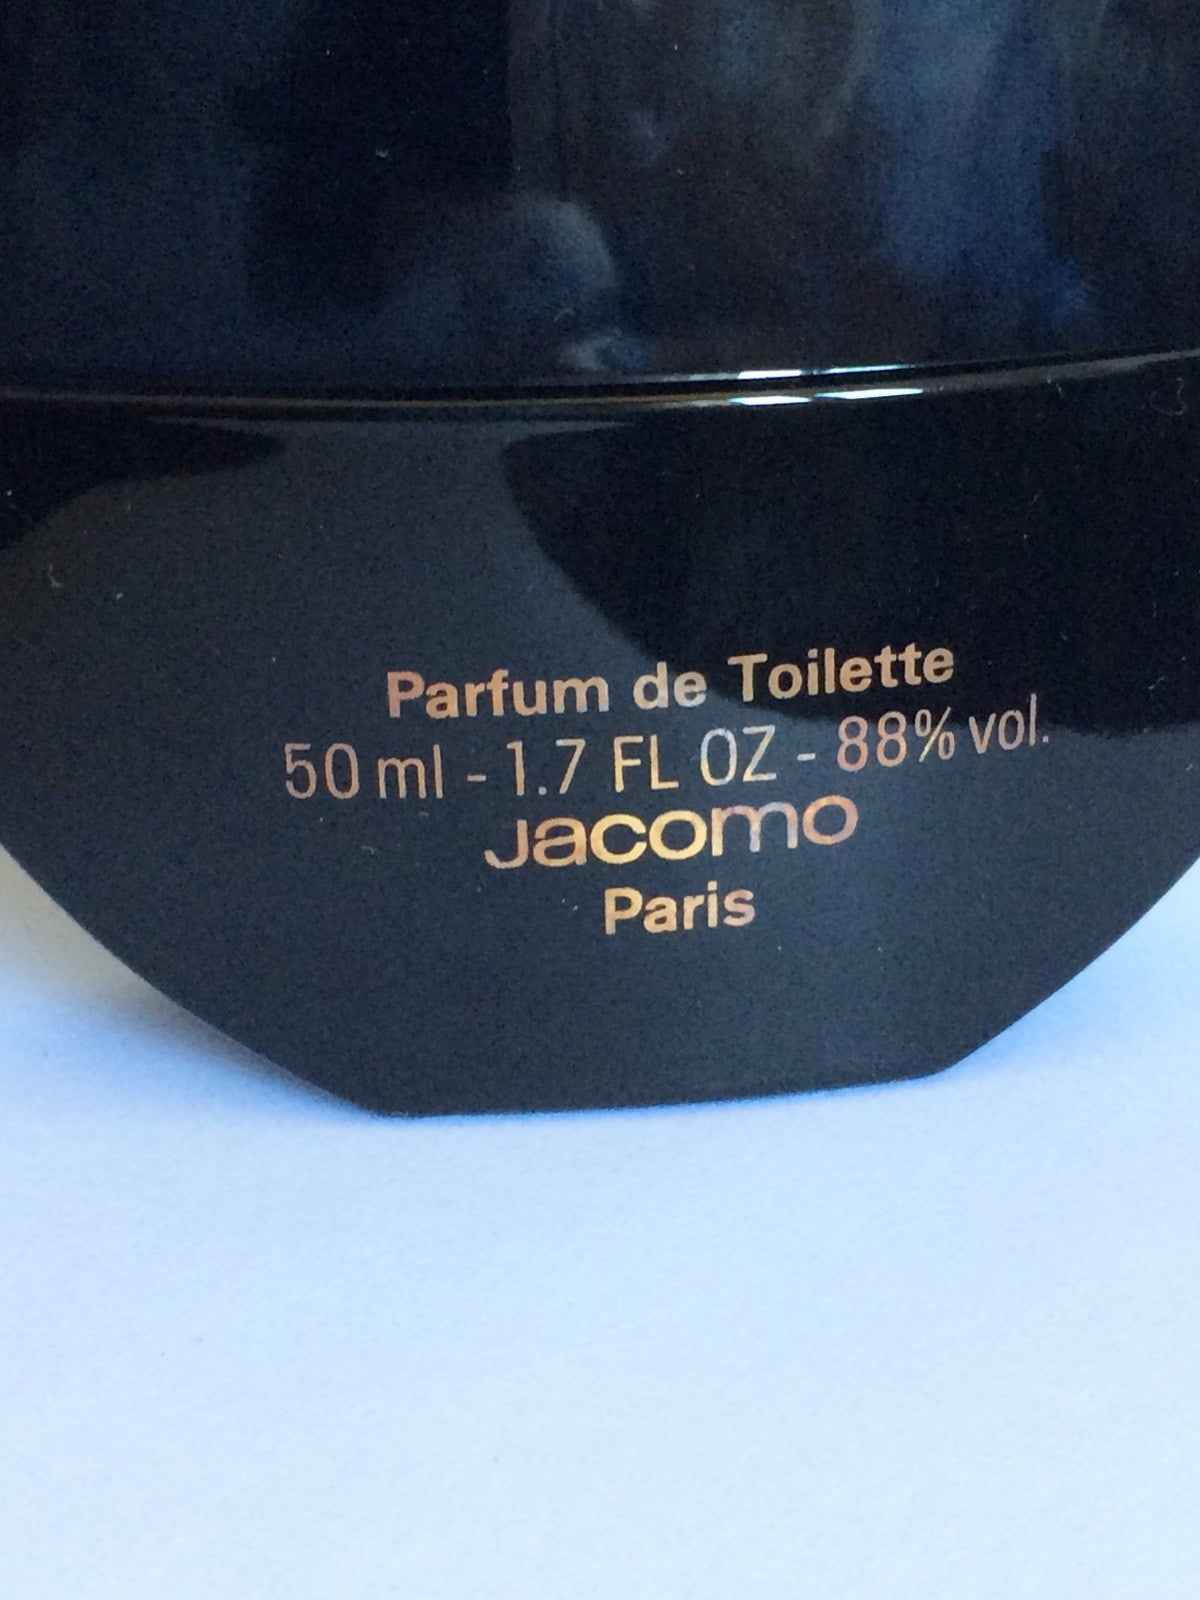 Parfum de Toilette
50 ml - 1.7 FL OZ - 88% vol.
Jacomo
Paris